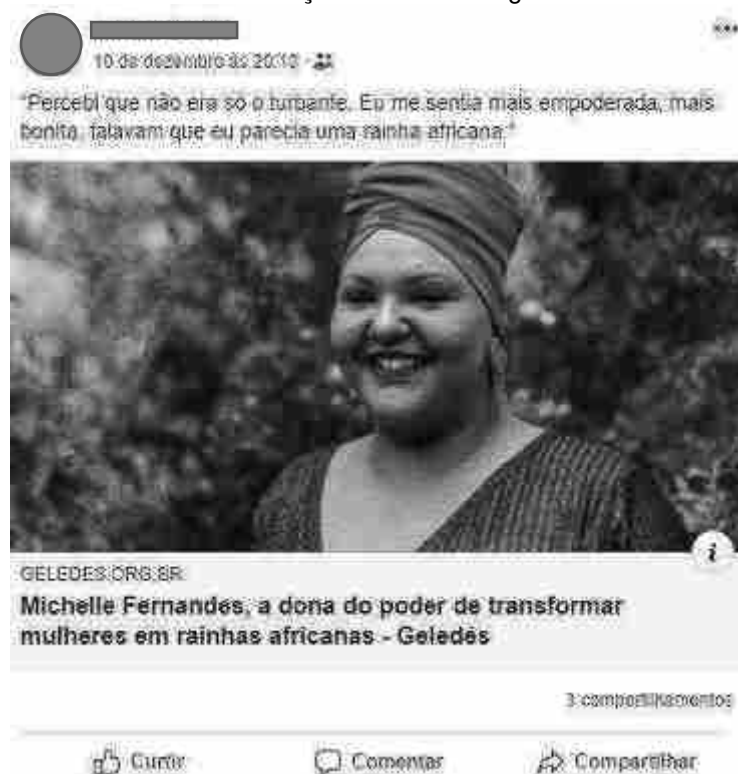 10 de dezembro às 20:10
"Percebi que não era só o turbante. Eu me sentia mais empoderada, mais
bonita, falavam que eu parecia uma rainha africana."
GELEDES.ORG.BR
Michelle Fernandes, a dona do poder de transformar
mulheres em rainhas africanas - Geledés
3 compartilhamentos
Curtir
Comentar
Compartilhar